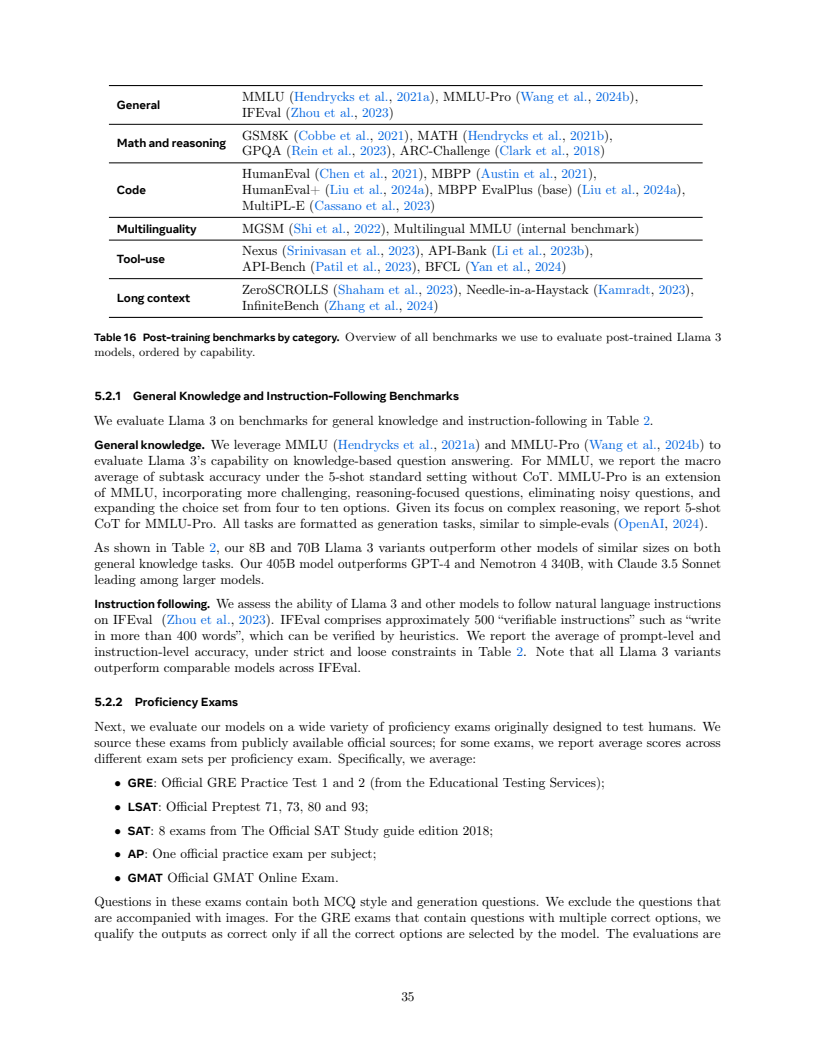 General
MMLU (Hendrycks et al., 2021a), MMLU-Pro (Wang et al., 2024b),
IFEval (Zhou et al., 2023)
Math and reasoning
GSM8K (Cobbe et al., 2021), MATH (Hendrycks et al., 2021b),
GPQA (Rein et al., 2023), ARC-Challenge (Clark et al., 2018)
Code
HumanEval (Chen et al., 2021), MBPP (Austin et al., 2021),
HumanEval+ (Liu et al., 2024a), MBPP EvalPlus (base) (Liu et al., 2024a),
MultiPL-E (Cassano et al., 2023)
Multilinguality
MGSM (Shi et al., 2022), Multilingual MMLU (internal benchmark)
Tool-use
Nexus (Srinivasan et al., 2023), API-Bank (Li et al., 2023b),
API-Bench (Patil et al., 2023), BFCL (Yan et al., 2024)
Long context
ZeroSCROLLS (Shaham et al., 2023), Needle-in-a-Haystack (Kamradt, 2023),
InfiniteBench (Zhang et al., 2024)
Table 16 Post-training benchmarks by category. Overview of all benchmarks we use to evaluate post-trained Llama 3
models, ordered by capability.
5.2.1 General Knowledge and Instruction-Following Benchmarks
We evaluate Llama 3 on benchmarks for general knowledge and instruction-following in Table 2.
General knowledge. We leverage MMLU (Hendrycks et al., 2021a) and MMLU-Pro (Wang et al., 2024b) to
evaluate Llama 3's capability on knowledge-based question answering. For MMLU, we report the macro
average of subtask accuracy under the 5-shot standard setting without CoT. MMLU-Pro is an extension
of MMLU, incorporating more challenging, reasoning-focused questions, eliminating noisy questions, and
expanding the choice set from four to ten options. Given its focus on complex reasoning, we report 5-shot
CoT for MMLU-Pro. All tasks are formatted as generation tasks, similar to simple-evals (OpenAI, 2024).
As shown in Table 2, our 8B and 70B Llama 3 variants outperform other models of similar sizes on both
general knowledge tasks. Our 405B model outperforms GPT-4 and Nemotron 4 340B, with Claude 3.5 Sonnet
leading among larger models.
Instruction following. We assess the ability of Llama 3 and other models to follow natural language instructions
on IFEval (Zhou et al., 2023). IFEval comprises approximately 500 “verifiable instructions” such as “write
in more than 400 words”, which can be verified by heuristics. We report the average of prompt-level and
instruction-level accuracy, under strict and loose constraints in Table 2. Note that all Llama 3 variants
outperform comparable models across IFEval.
5.2.2 Proficiency Exams
Next, we evaluate our models on a wide variety of proficiency exams originally designed to test humans. We
source these exams from publicly available official sources; for some exams, we report average scores across
different exam sets per proficiency exam. Specifically, we average:
• GRE: Official GRE Practice Test 1 and 2 (from the Educational Testing Services);
• LSAT: Official Preptest 71, 73, 80 and 93;
• SAT: 8 exams from The Official SAT Study guide edition 2018;
• AP: One official practice exam per subject;
• GMAT Official GMAT Online Exam.
Questions in these exams contain both MCQ style and generation questions. We exclude the questions that
are accompanied with images. For the GRE exams that contain questions with multiple correct options, we
qualify the outputs as correct only if all the correct options are selected by the model. The evaluations are
35